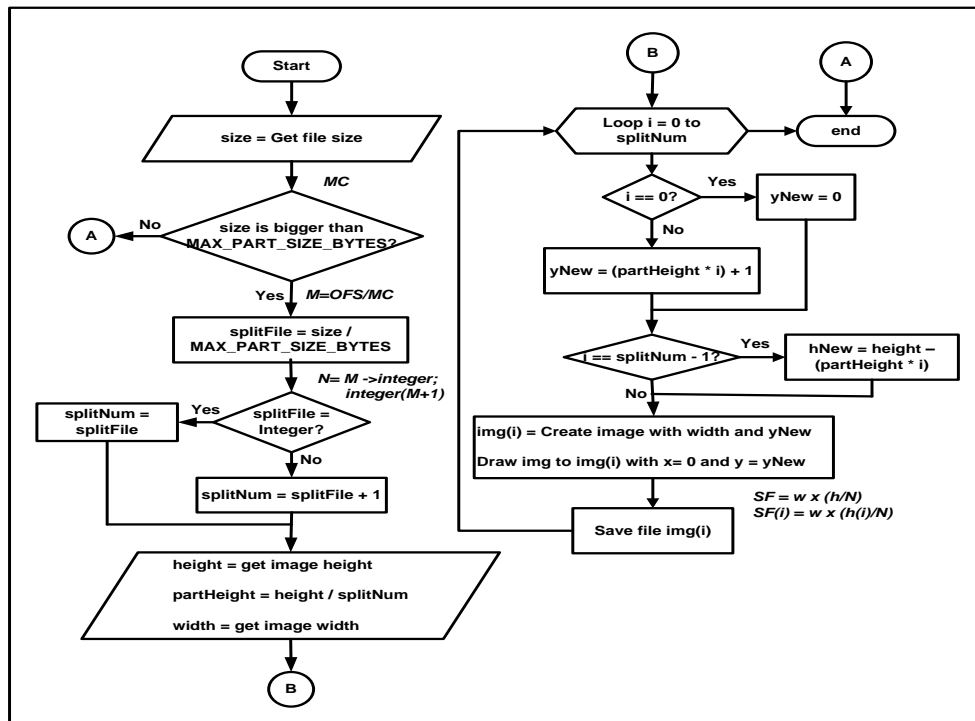 Start
size = Get file size
MC
size is bigger than
MAX_PART_SIZE_BYTES?
No
A
Yes
M=OFS/MC
splitFile = size /
MAX_PART_SIZE_BYTES
N= M ->integer;
integer(M+1)
splitFile =
Integer?
Yes
splitNum =
splitFile
No
splitNum = splitFile + 1
height = get image height
partHeight = height / splitNum
width = get image width
B
B
A
Loop i = 0 to
splitNum
end
i == 0?
Yes
yNew = 0
No
yNew = (partHeight * i) + 1
i == splitNum - 1?
Yes
hNew = height –
(partHeight * i)
No
img(i) = Create image with width and yNew
Draw img to img(i) with x= 0 and y = yNew
SF = w x (h/N)
SF(i) = w x (h(i)/N)
Save file img(i)